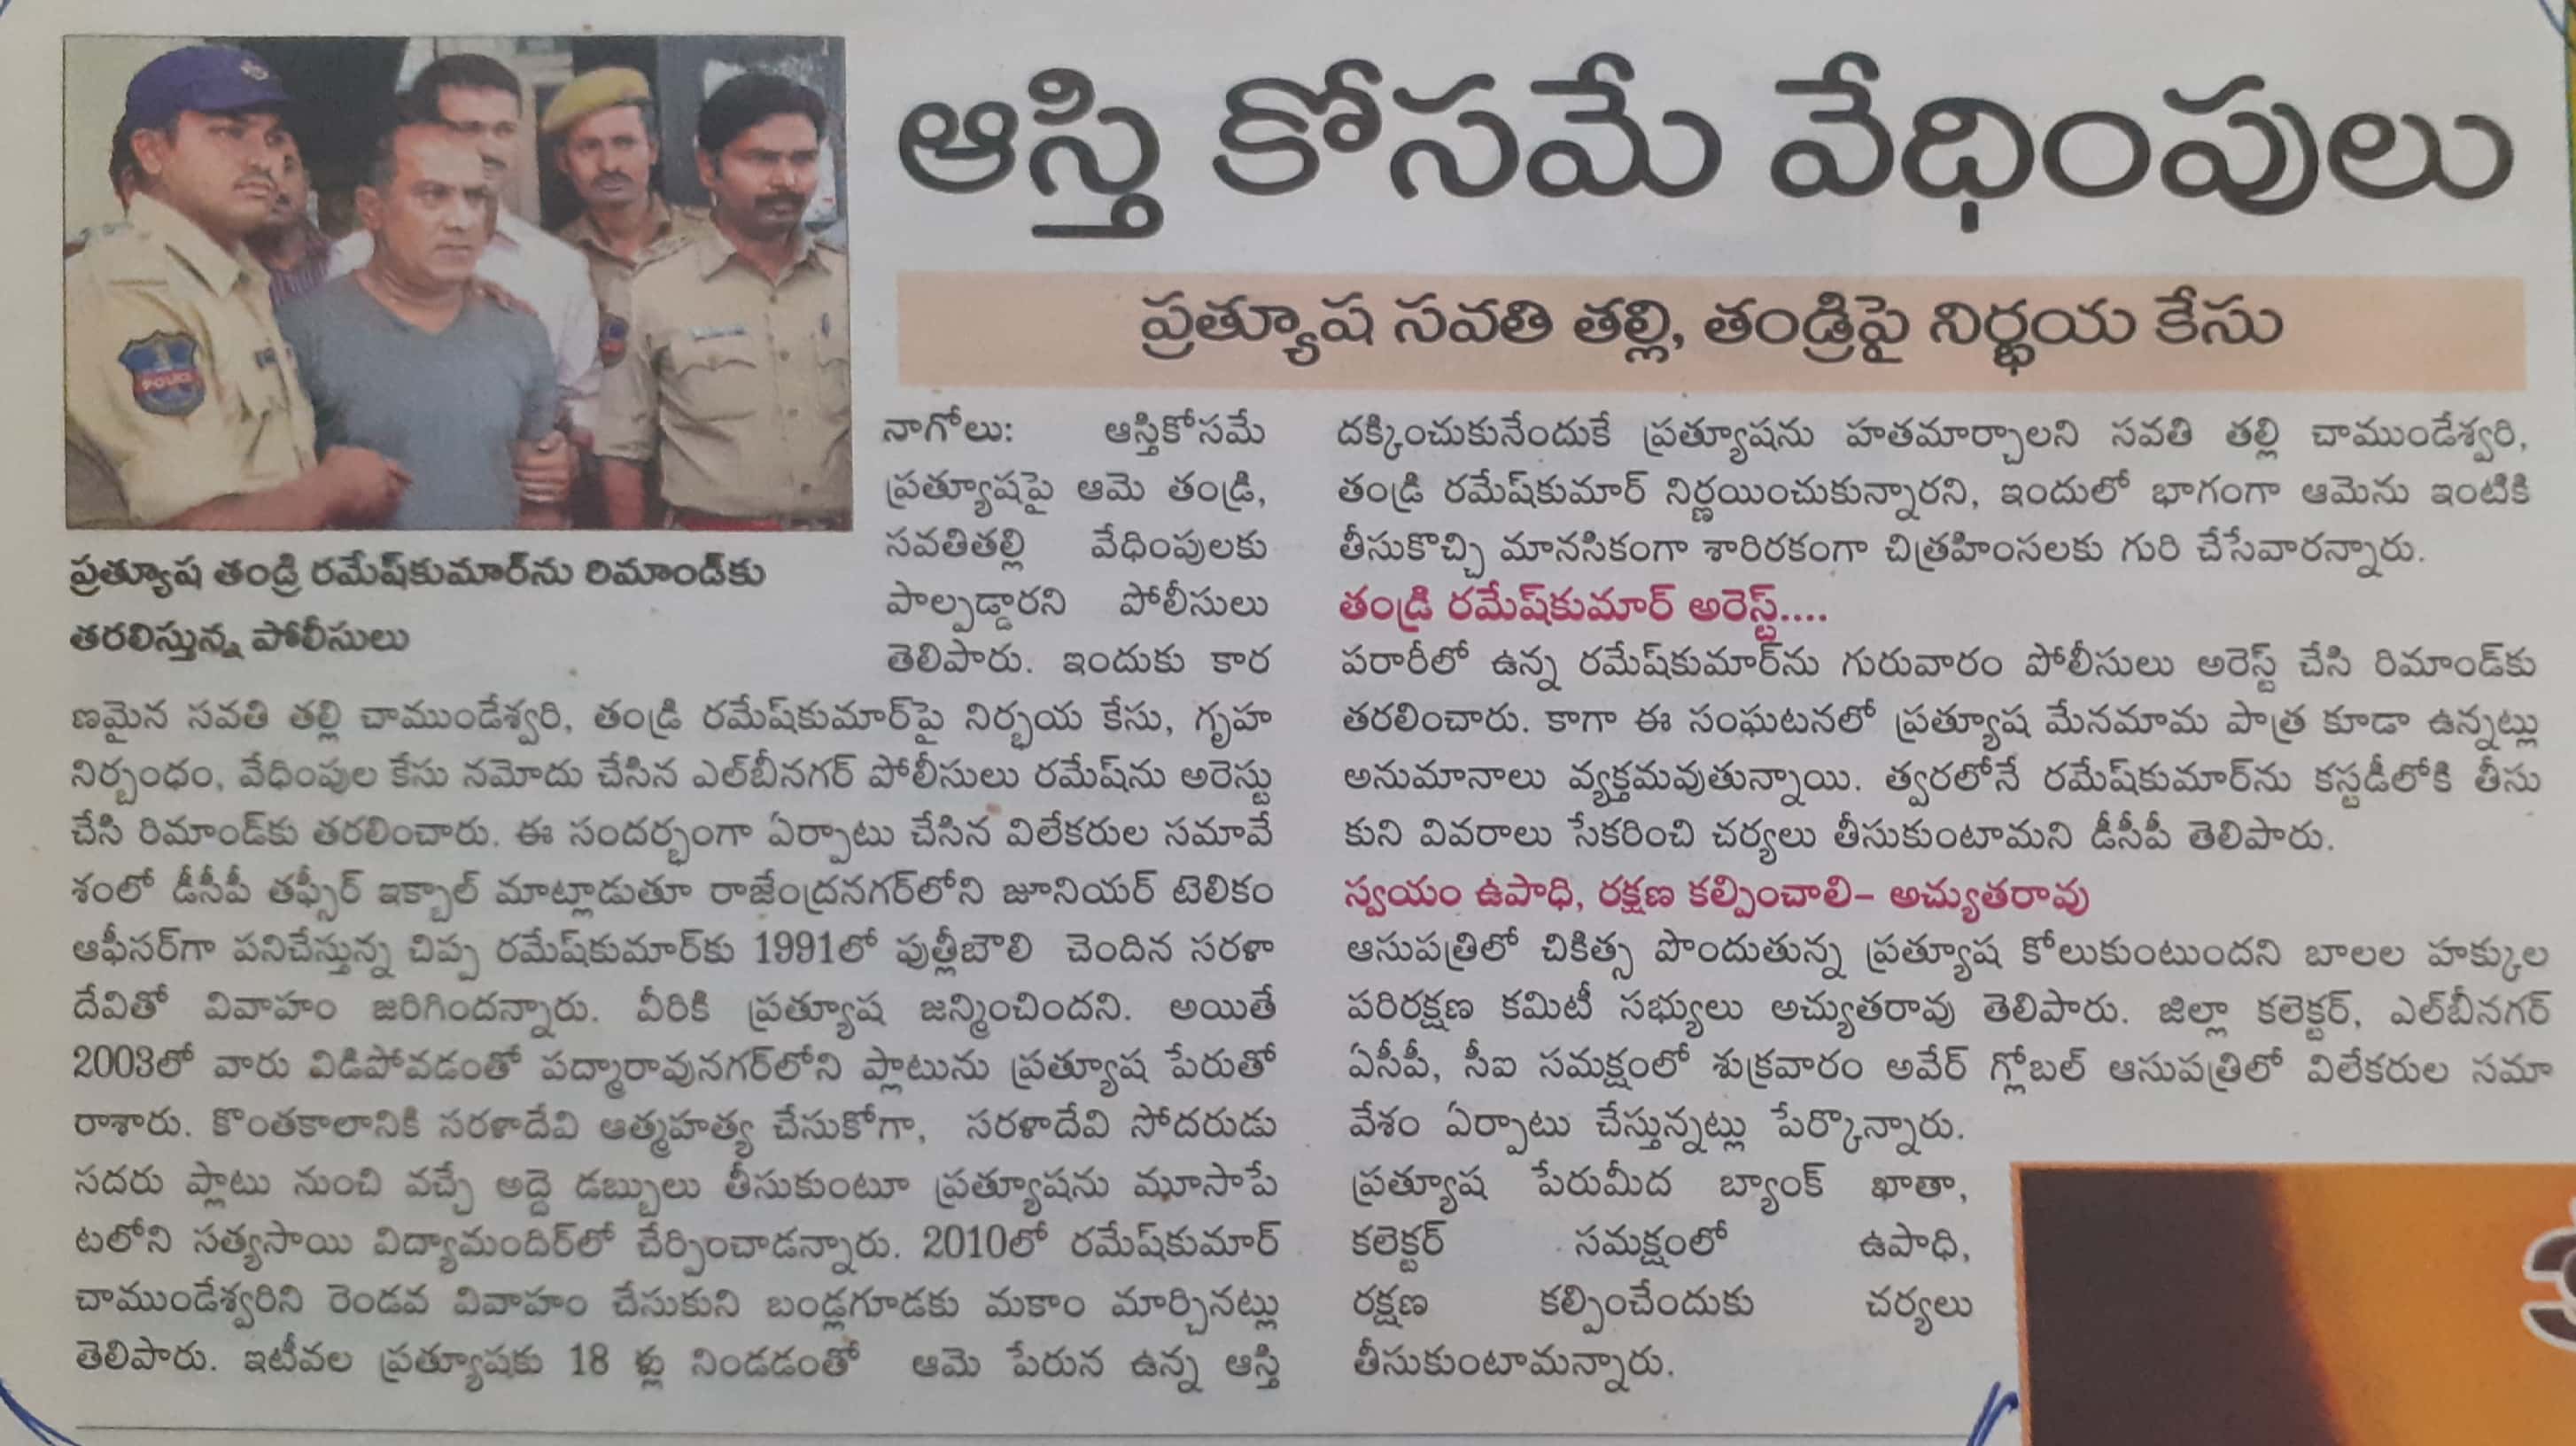 ఆస్తి కోసమే వేధింపులు
ప్రత్యూష సవతి తల్లి, తండ్రిపై నిర్భయ కేసు
POLICE
ప్రత్యూష తండ్రి రమేష్‌కుమార్‌ను రిమాండ్‌కు
తరలిస్తున్న పోలీసులు
నాగోలు: ఆస్తికోసమే
ప్రత్యూషపై ఆమె తండ్రి,
సవతితల్లి వేధింపులకు
పాల్పడ్డారని పోలీసులు
తెలిపారు. ఇందుకు కార
ణమైన సవతి తల్లి చాముండేశ్వరి, తండ్రి రమేష్‌కుమార్‌పై నిర్భయ కేసు, గృహ
నిర్బంధం, వేధింపుల కేసు నమోదు చేసిన ఎల్‌బీనగర్ పోలీసులు రమేష్‌ను అరెస్టు
చేసి రిమాండ్‌కు తరలించారు. ఈ సందర్భంగా ఏర్పాటు చేసిన విలేకరుల సమావే
శంలో డీసీపీ తఫ్సీర్ ఇక్బాల్ మాట్లాడుతూ రాజేంద్రనగర్‌లోని జూనియర్ టెలికం
ఆఫీసర్‌గా పనిచేస్తున్న చిప్ప రమేష్‌కుమార్‌కు 1991లో పుత్లీబౌలి చెందిన సరళా
దేవితో వివాహం జరిగిందన్నారు. వీరికి ప్రత్యూష జన్మించిందని. అయితే
2003లో వారు విడిపోవడంతో పద్మారావునగర్‌లోని ప్లాటును ప్రత్యూష పేరుతో
రాశారు. కొంతకాలానికి సరళాదేవి ఆత్మహత్య చేసుకోగా, సరళాదేవి సోదరుడు
సదరు ప్లాటు నుంచి వచ్చే అద్దె డబ్బులు తీసుకుంటూ ప్రత్యూషను మూసాపే
టలోని సత్యసాయి విద్యామందిర్‌లో చేర్పించాడన్నారు. 2010లో రమేష్‌కుమార్
చాముండేశ్వరిని రెండవ వివాహం చేసుకుని బండ్లగూడకు మకాం మార్చినట్లు
తెలిపారు. ఇటీవల ప్రత్యూషకు 18 ళ్లు నిండడంతో ఆమె పేరున ఉన్న ఆస్తి
దక్కించుకునేందుకే ప్రత్యూషను హతమార్చాలని సవతి తల్లి చాముండేశ్వరి,
తండ్రి రమేష్‌కుమార్ నిర్ణయించుకున్నారని, ఇందులో భాగంగా ఆమెను ఇంటికి
తీసుకొచ్చి మానసికంగా శారిరకంగా చిత్రహింసలకు గురి చేసేవారన్నారు.
తండ్రి రమేష్‌కుమార్ అరెస్ట్....
పరారీలో ఉన్న రమేష్‌కుమార్‌ను గురువారం పోలీసులు అరెస్ట్ చేసి రిమాండ్‌కు
తరలించారు. కాగా ఈ సంఘటనలో ప్రత్యూష మేనమామ పాత్ర కూడా ఉన్నట్లు
అనుమానాలు వ్యక్తమవుతున్నాయి. త్వరలోనే రమేష్‌కుమార్‌ను కస్టడీలోకి తీసు
కుని వివరాలు సేకరించి చర్యలు తీసుకుంటామని డీసీపీ తెలిపారు.
స్వయం ఉపాధి, రక్షణ కల్పించాలి- అచ్యుతరావు
ఆసుపత్రిలో చికిత్స పొందుతున్న ప్రత్యూష కోలుకుంటుందని బాలల హక్కుల
పరిరక్షణ కమిటీ సభ్యులు అచ్యుతరావు తెలిపారు. జిల్లా కలెక్టర్, ఎల్‌బీనగర్
ఏసీపీ, సీఐ సమక్షంలో శుక్రవారం అవేర్ గ్లోబల్ ఆసుపత్రిలో విలేకరుల సమా
వేశం ఏర్పాటు చేస్తున్నట్లు పేర్కొన్నారు.
ప్రత్యూష పేరుమీద బ్యాంక్ ఖాతా,
కలెక్టర్ సమక్షంలో ఉపాధి,
రక్షణ కల్పించేందుకు చర్యలు
తీసుకుంటామన్నారు.